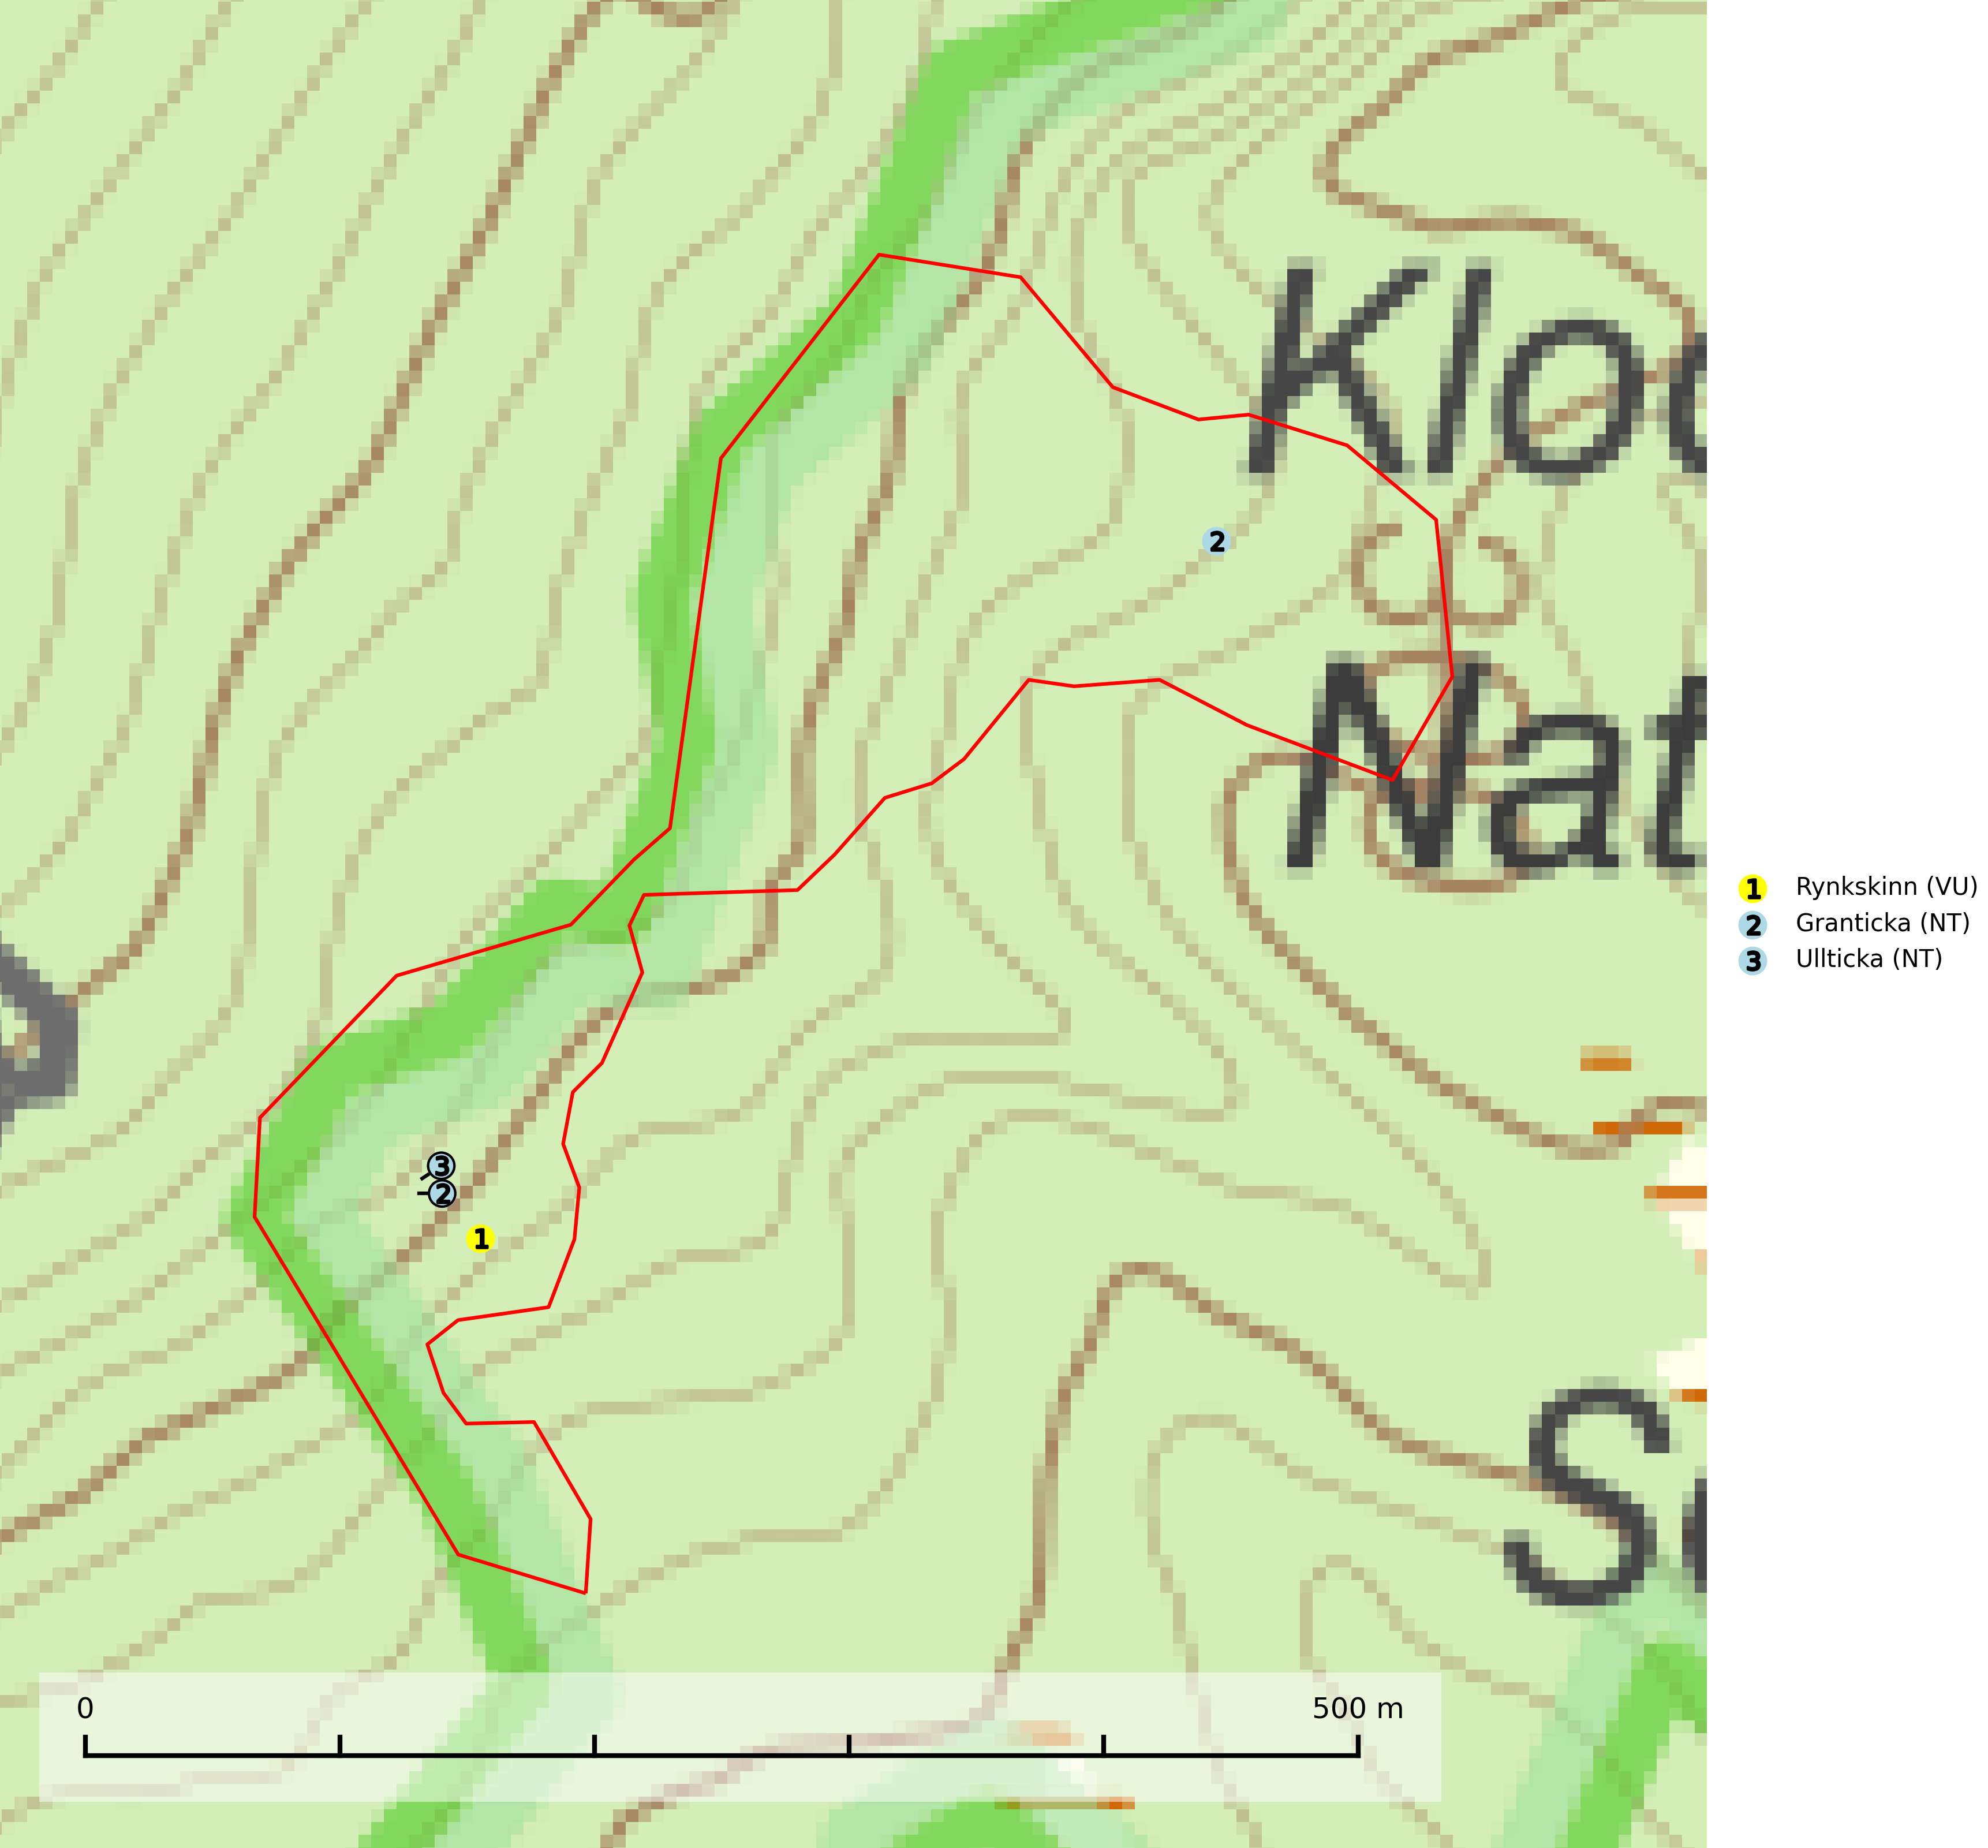 Klo
2
Nat
3
2
1
S
0 500 m
1 Rynkskinn (VU)
2 Granticka (NT)
3 Ullticka (NT)